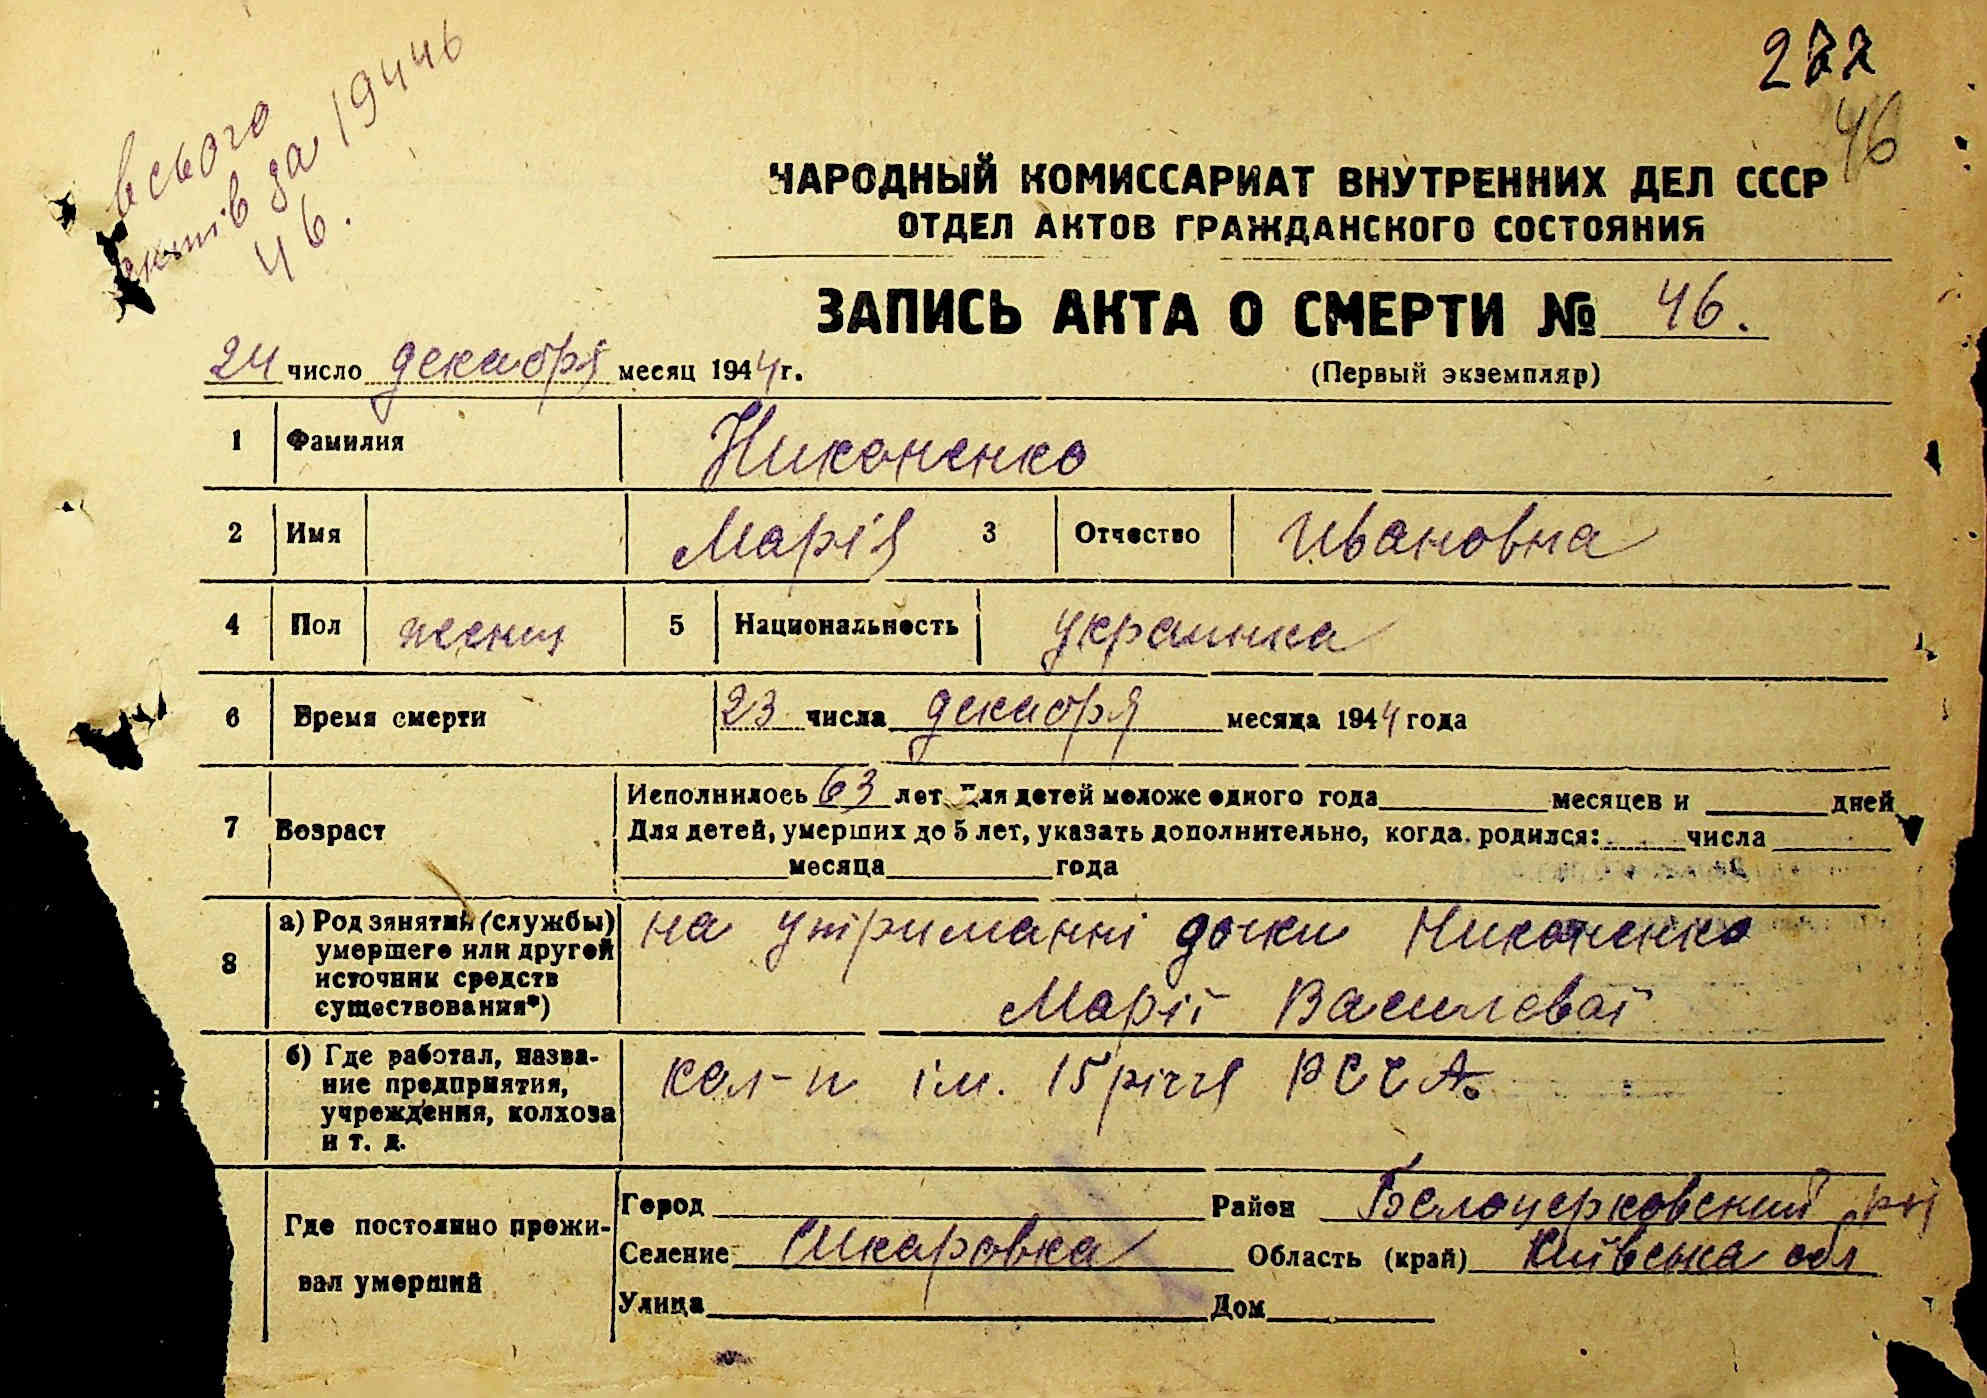 всього
актів за 1944
46.
46
НАРОДНЫЙ КОМИССАРИАТ ВНУТРЕННИХ ДЕЛ СССР
ОТДЕЛ АКТОВ ГРАЖДАНСКОГО СОСТОЯНИЯ
ЗАПИСЬ АКТА О СМЕРТИ № 46.
24 число декабря месяц 1944 г. (Первый экземпляр)
1 Фамилия Никоненко
2 Имя Марія 3 Отчество Ивановна
4 Пол женщ 5 Национальность украинка
6 Время смерти 23 числа декабря месяца 1944 года
7 Возраст
Исполнилось 63 лет Для детей моложе одного года месяцев и дней
Для детей, умерших до 5 лет, указать дополнительно, когда родился: числа
месяца года
8 а) Род занятий (службы) умершего или другой источник средств существования*)
на утриманні дочки Никоненко
Марії Василевої
б) Где работал, название предприятия, учреждения, колхоза и т. д.
кол-п ім. 15річчя РСЧА.
Где постоянно проживал умерший
Город Район Белоцерковский р-н
Селение Шкаровка Область (край) Київська обл
Улица Дом